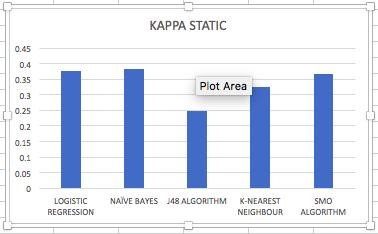 KAPPA STATIC
0.45
0.4
0.35
0.3
0.25
0.2
0.15
0.1
0.05
0
Plot Area
LOGISTIC REGRESSION
NAÏVE BAYES
J48 ALGORITHM
K-NEAREST NEIGHBOUR
SMO ALGORITHM